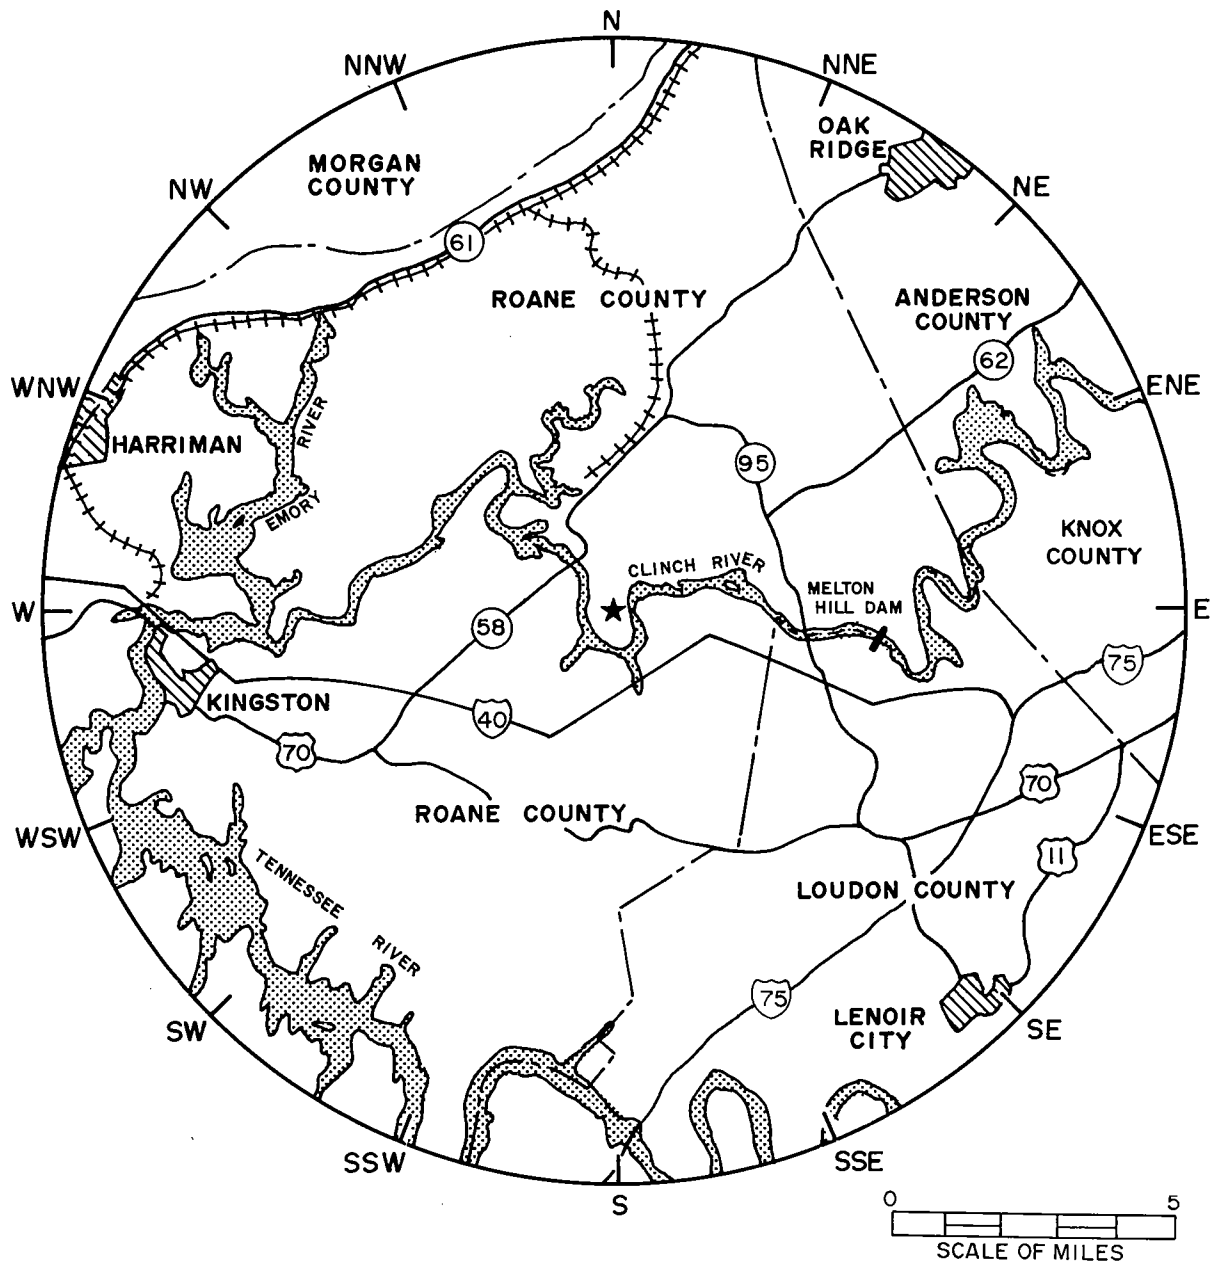 N
NNW
NNE
OAK
RIDGE
MORGAN
COUNTY
NW
NE
61
ROANE COUNTY
ANDERSON
COUNTY
62
WNW
ENE
HARRIMAN
RIVER
EMORY
95
KNOX
COUNTY
CLINCH RIVER
MELTON
HILL DAM
W
E
58
75
KINGSTON
40
70
70
ROANE COUNTY
WSW
ESE
11
TENNESSEE
RIVER
LOUDON COUNTY
75
LENOIR
CITY
SW
SE
SSW
SSE
S
0 5
SCALE OF MILES